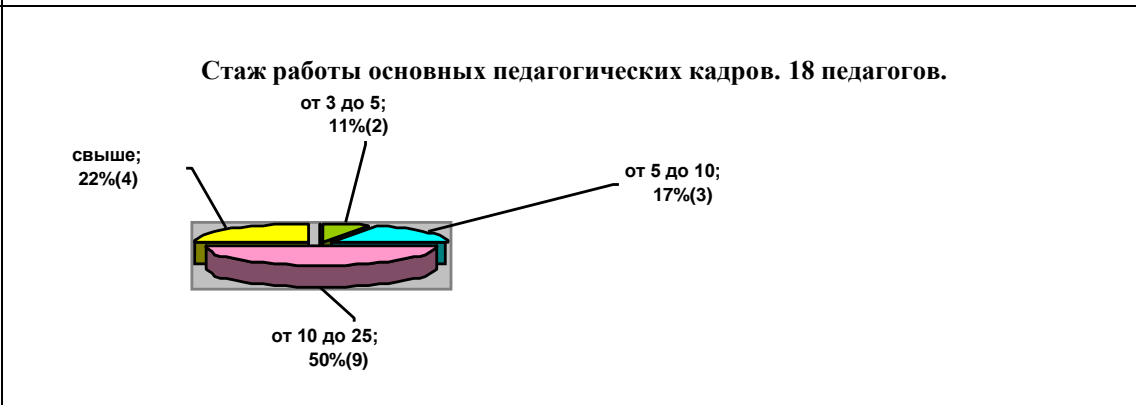 Стаж работы основных педагогических кадров. 18 педагогов.
от 3 до 5;
11%(2)
свыше;
22%(4)
от 5 до 10;
17%(3)
от 10 до 25;
50%(9)